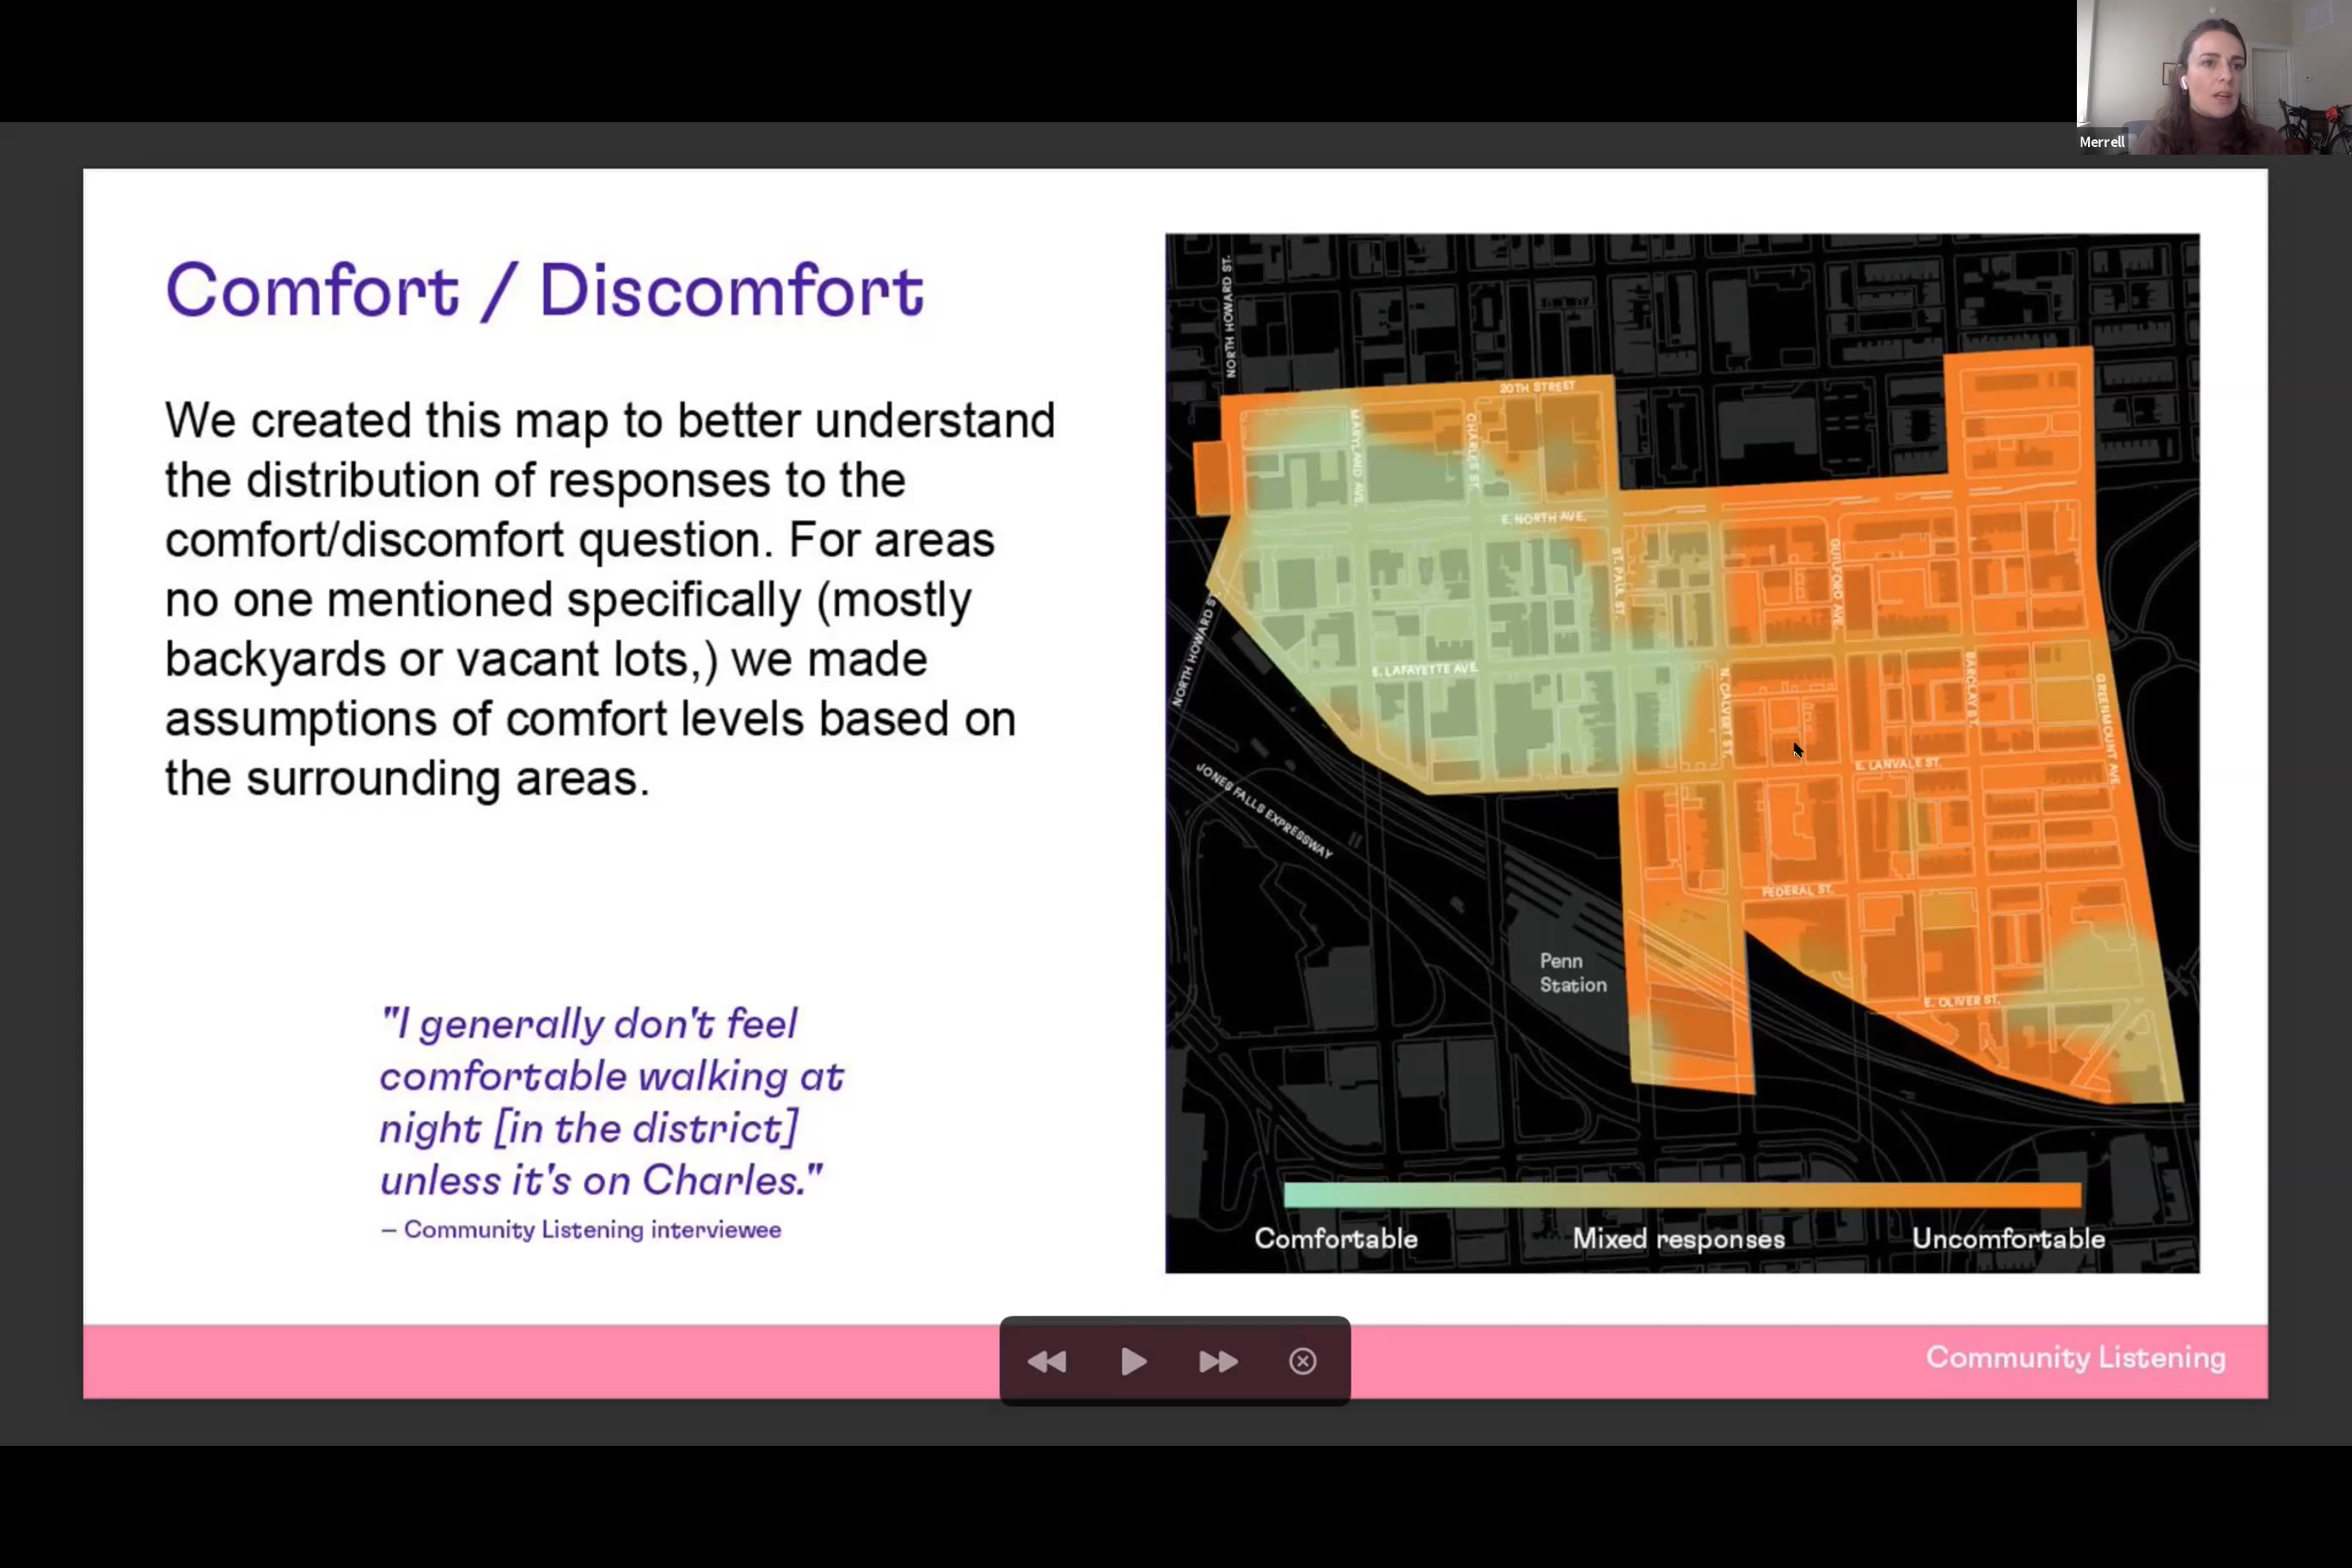 Merrell
Comfort / Discomfort
We created this map to better understand
the distribution of responses to the
comfort/discomfort question. For areas
no one mentioned specifically (mostly
backyards or vacant lots,) we made
assumptions of comfort levels based on
the surrounding areas.
"I generally don't feel
comfortable walking at
night [in the district]
unless it's on Charles."
– Community Listening interviewee
NORTH HOWARD ST.
20TH STREET
MARYLAND AVE.
CHARLES ST.
E. NORTH AVE.
ST. PAUL ST.
GUILFORD AVE.
NORTH HOWARD ST.
E. LAFAYETTE AVE.
N. CALVERT ST.
BARCLAY ST.
GREENMOUNT AVE.
E. LANVALE ST.
JONES FALLS EXPRESSWAY
FEDERAL ST.
Penn
Station
E. OLIVER ST.
Comfortable
Mixed responses
Uncomfortable
Community Listening